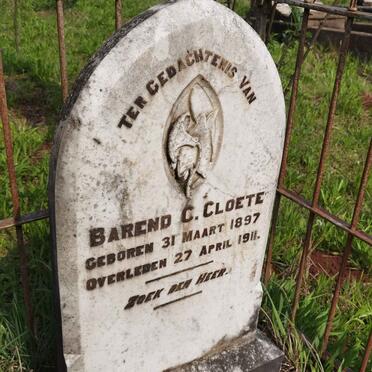 TER GEDACHTENIS VAN
BAREND C. CLOETE
GEBOREN 31 MAART 1897
OVERLEDEN 27 APRIL 1911.
ZOEK DEN HEER.